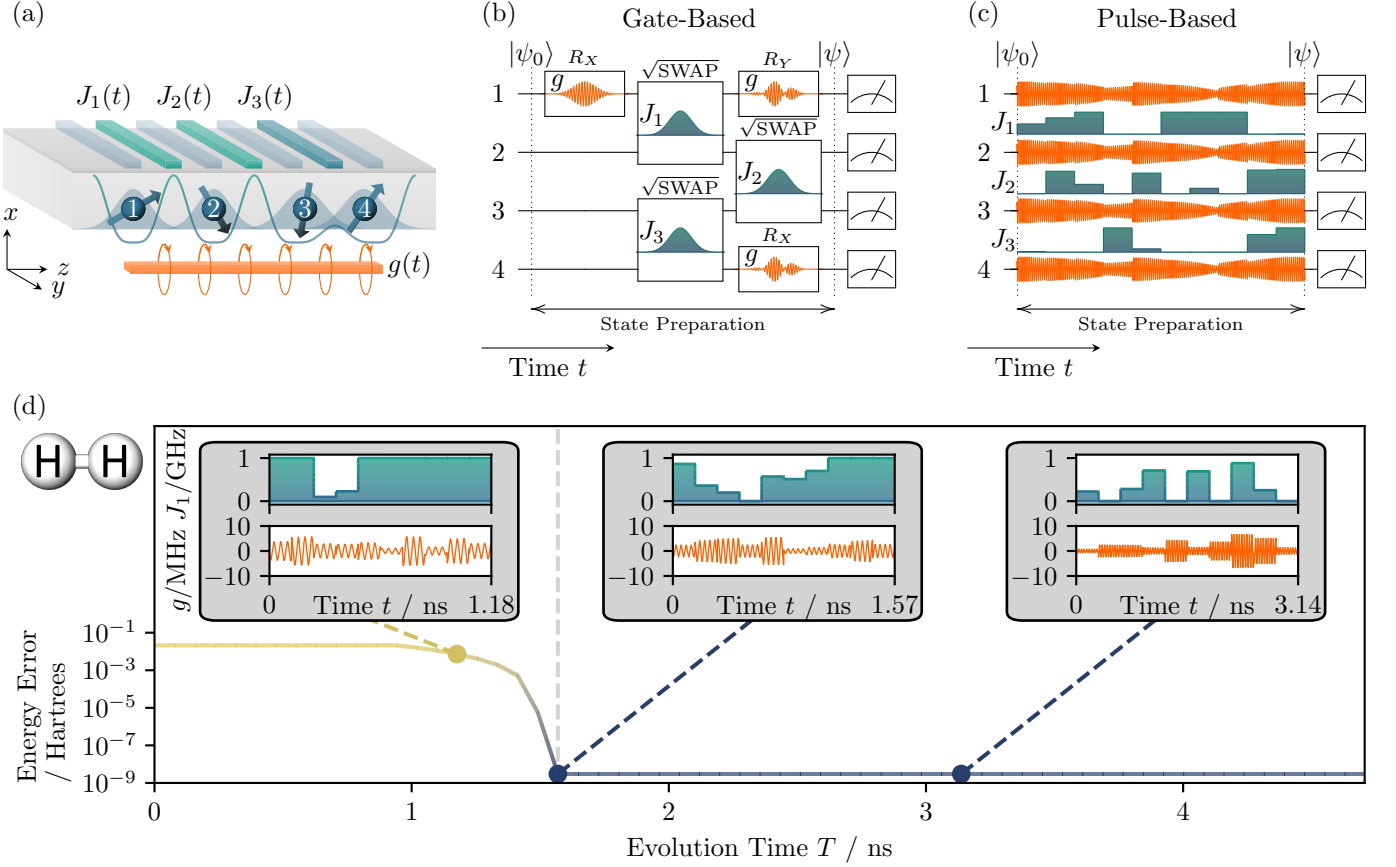 (a)
J₁(t) J₂(t) J₃(t)
1 2 3 4
x
z
y
g(t)
(b)
Gate-Based
|ψ₀⟩ |ψ⟩
R_X √SWAP R_Y
1 g g
J₁ √SWAP
2
√SWAP J₂
3
J₃ R_X
4 g
State Preparation
Time t
(c)
Pulse-Based
|ψ₀⟩ |ψ⟩
1
J₁
2
J₂
3
J₃
4
State Preparation
Time t
(d)
H H
g/MHz J₁/GHz
1
0
10
0
−10
0 Time t / ns 1.18
1
0
10
0
−10
0 Time t / ns 1.57
1
0
10
0
−10
0 Time t / ns 3.14
Energy Error
/ Hartrees
10⁻¹
10⁻³
10⁻⁵
10⁻⁷
10⁻⁹
0 1 2 3 4
Evolution Time T / ns